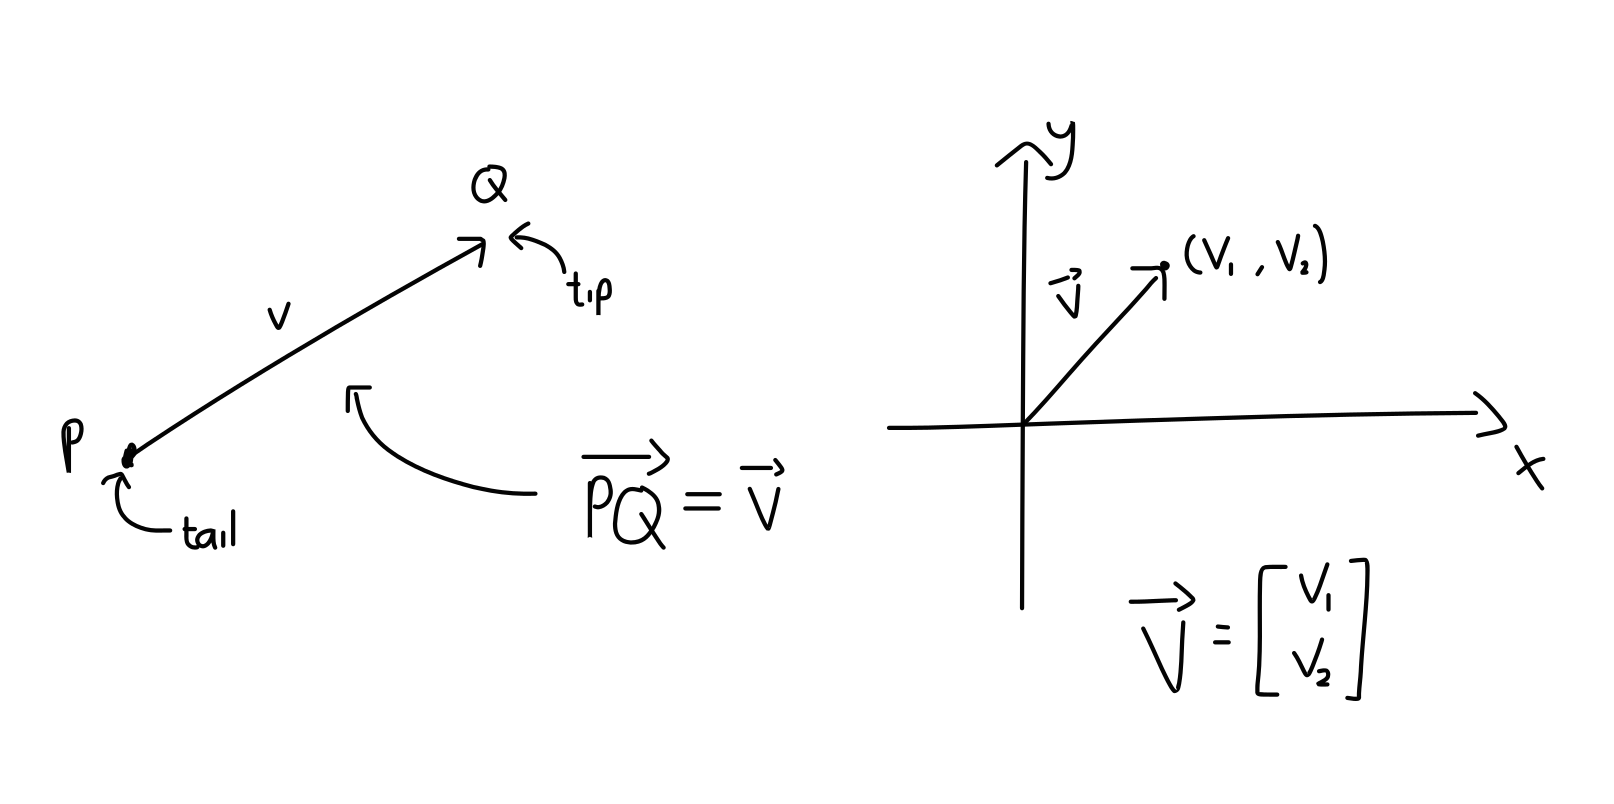 Q
tip
v
P
tail
PQ⃗ = v⃗
y
(v₁, v₂)
v⃗
x
v⃗ = [v₁
v₂]